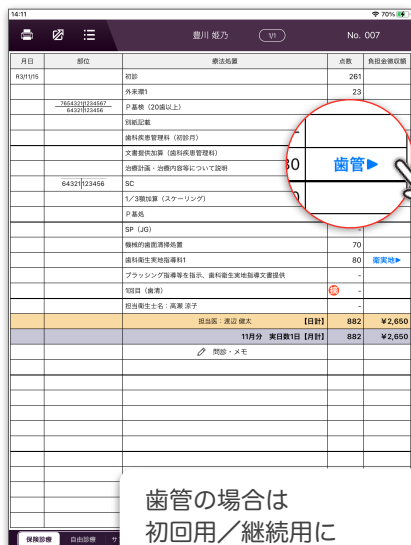 14:11 70%
豊川 姫乃 1/1 No. 007
月日 部位 療法処置 点数 負担金徴収額
R3/11/15 初診 261
外来環1 23
7654321|1234567
64321|123456
P基検（20歯以上）
別紙記載
歯科疾患管理料（初診月）
文書提供加算（歯科疾患管理料）
治療計画・治療内容等について説明
歯管▶
64321|123456 SC
1／3顎加算（スケーリング）
P基処
SP（JG） -
機械的歯面清掃処置 70
歯科衛生実地指導料1 80 衛実地▶
ブラッシング指導等を指示、歯科衛生実地指導文書提供 -
1回目（歯清） -
担当衛生士名：高瀬 涼子 -
担当医：渡辺 健太 【日計】 882 ¥2,650
11月分 実日数1日【月計】 882 ¥2,650
問診・メモ
歯管の場合は
初回用／継続用に
保険診療 自由診療